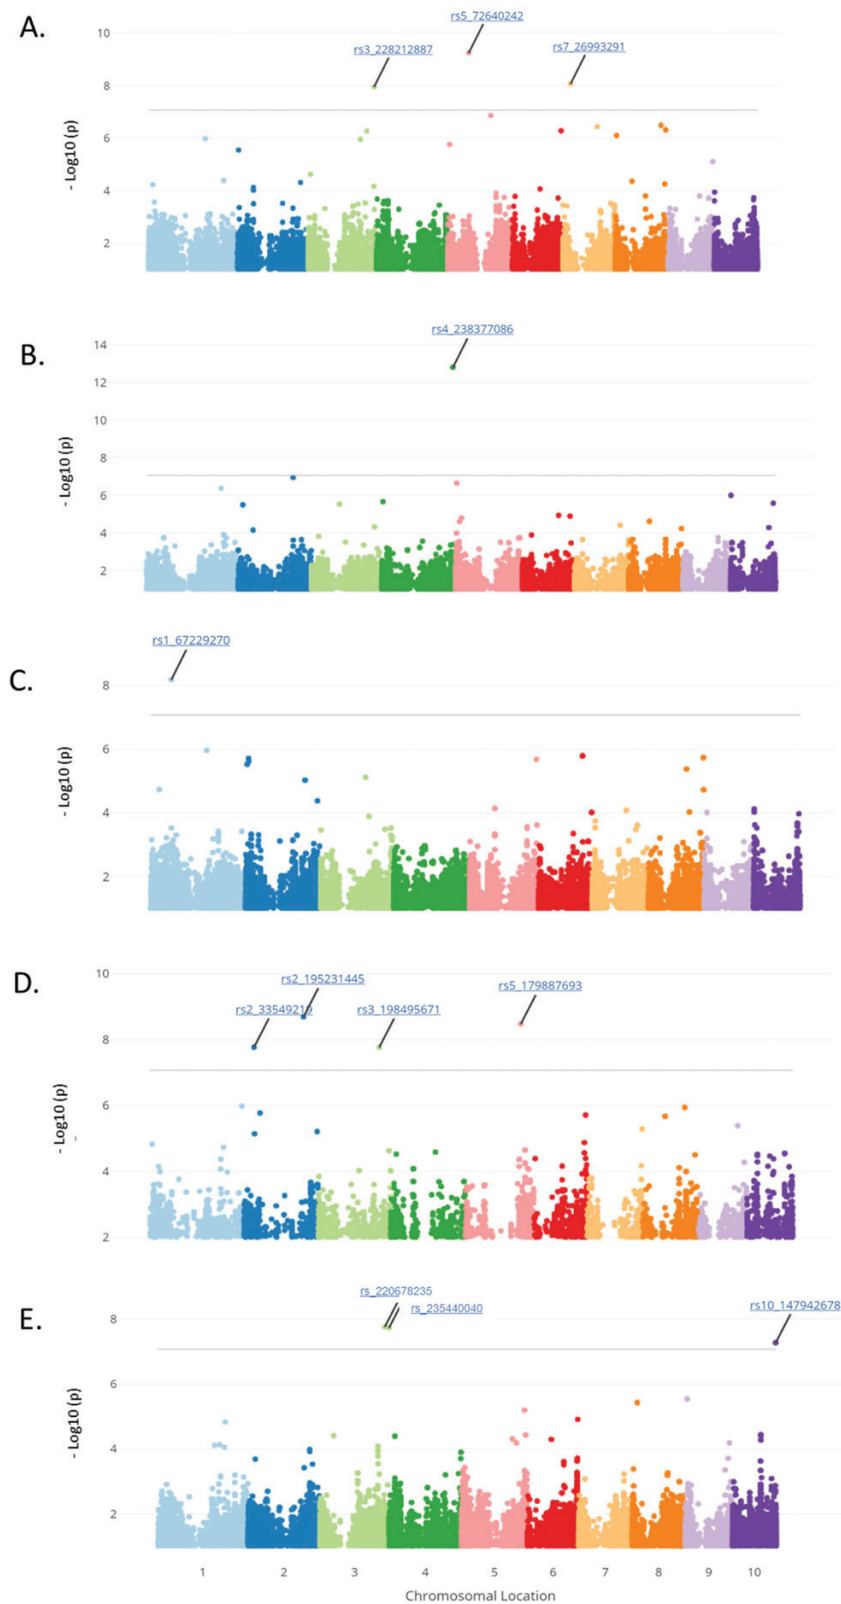 A.
rs5_72640242
rs3_228212887
rs7_26993291
10
8
6
4
2
- Log10 (p)
B.
rs4_238377086
14
12
10
8
6
4
2
- Log10 (p)
C.
rs1_67229270
8
6
4
2
- Log10 (p)
D.
rs2_195231445
rs2_33549219
rs3_198495671
rs5_179887693
10
8
6
4
2
- Log10 (p)
E.
rs_220678235
rs_235440040
rs10_147942678
8
6
4
2
- Log10 (p)
1 2 3 4 5 6 7 8 9 10
Chromosomal Location